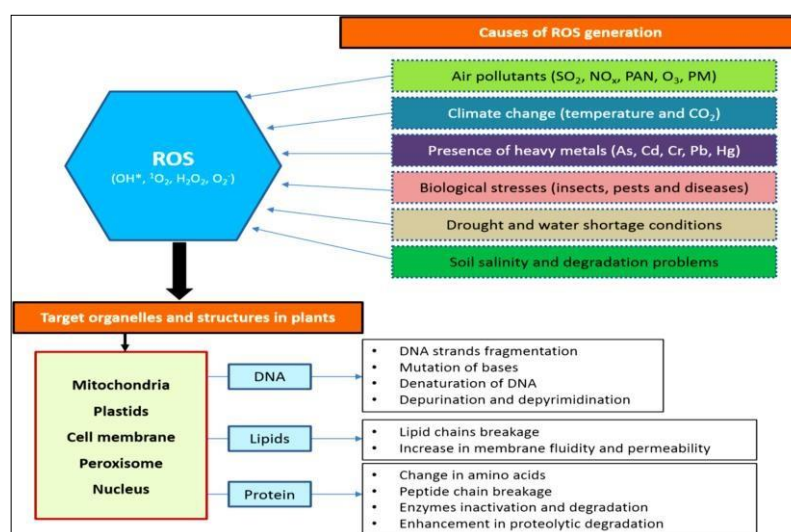 Causes of ROS generation
Air pollutants (SO₂, NOₓ, PAN, O₃, PM)
Climate change (temperature and CO₂)
Presence of heavy metals (As, Cd, Cr, Pb, Hg)
Biological stresses (insects, pests and diseases)
Drought and water shortage conditions
Soil salinity and degradation problems
ROS
(OH*, ¹O₂, H₂O₂, O₂⁻)
Target organelles and structures in plants
Mitochondria
Plastids
Cell membrane
Peroxisome
Nucleus
DNA
• DNA strands fragmentation
• Mutation of bases
• Denaturation of DNA
• Depurination and depyrimidination
Lipids
• Lipid chains breakage
• Increase in membrane fluidity and permeability
Protein
• Change in amino acids
• Peptide chain breakage
• Enzymes inactivation and degradation
• Enhancement in proteolytic degradation